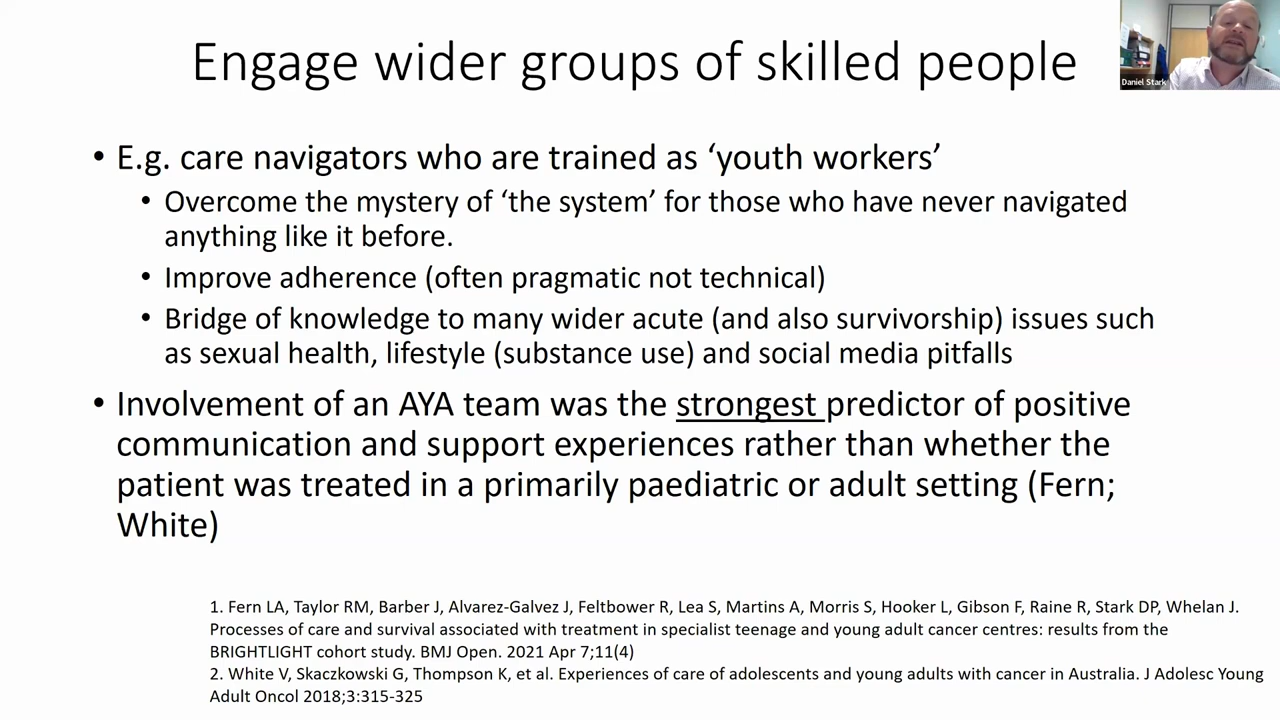 Engage wider groups of skilled people
Daniel Stark
• E.g. care navigators who are trained as ‘youth workers’
• Overcome the mystery of ‘the system’ for those who have never navigated
anything like it before.
• Improve adherence (often pragmatic not technical)
• Bridge of knowledge to many wider acute (and also survivorship) issues such
as sexual health, lifestyle (substance use) and social media pitfalls
• Involvement of an AYA team was the strongest predictor of positive
communication and support experiences rather than whether the
patient was treated in a primarily paediatric or adult setting (Fern;
White)
1. Fern LA, Taylor RM, Barber J, Alvarez-Galvez J, Feltbower R, Lea S, Martins A, Morris S, Hooker L, Gibson F, Raine R, Stark DP, Whelan J.
Processes of care and survival associated with treatment in specialist teenage and young adult cancer centres: results from the
BRIGHTLIGHT cohort study. BMJ Open. 2021 Apr 7;11(4)
2. White V, Skaczkowski G, Thompson K, et al. Experiences of care of adolescents and young adults with cancer in Australia. J Adolesc Young
Adult Oncol 2018;3:315-325